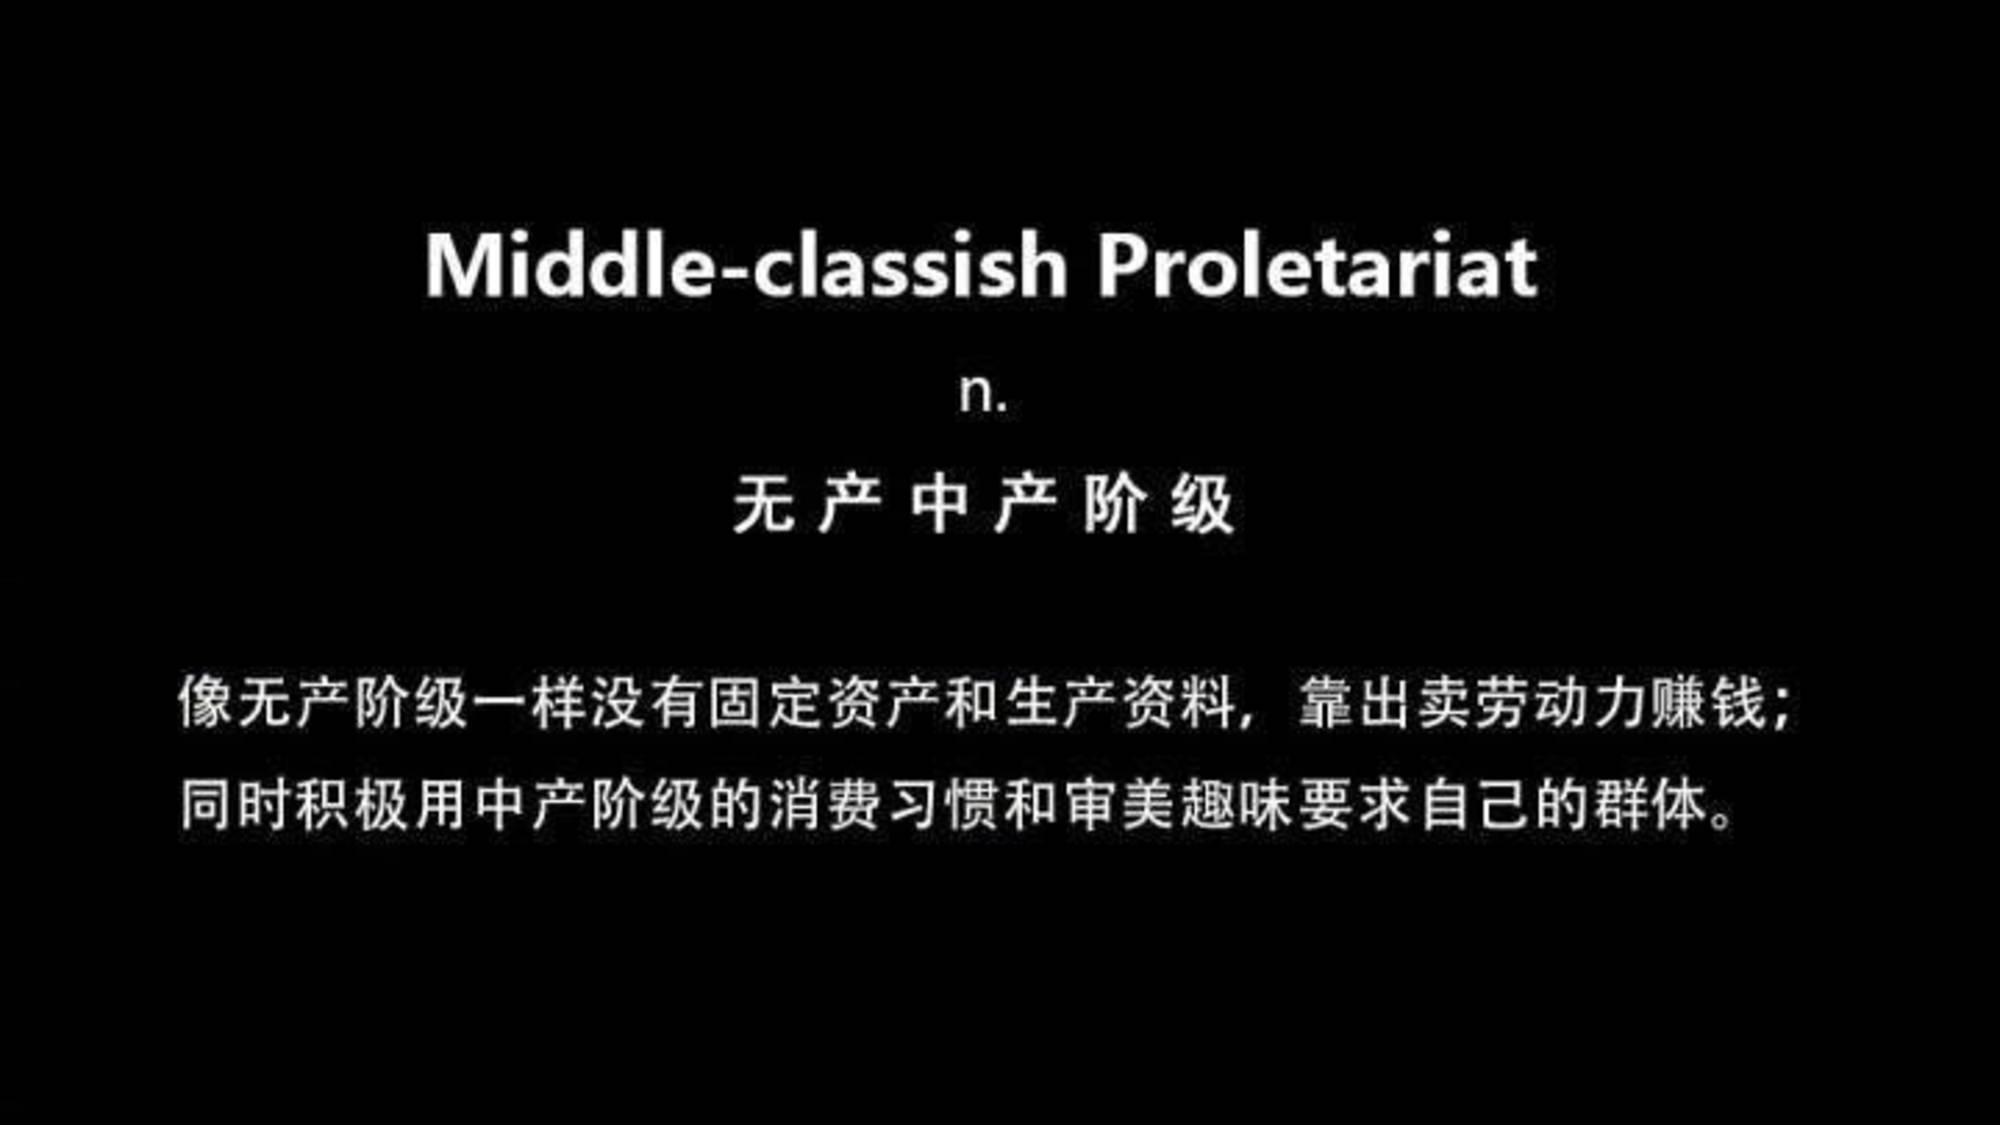 Middle-classish Proletariat
n.
无产中产阶级
像无产阶级一样没有固定资产和生产资料，靠出卖劳动力赚钱；
同时积极用中产阶级的消费习惯和审美趣味要求自己的群体。